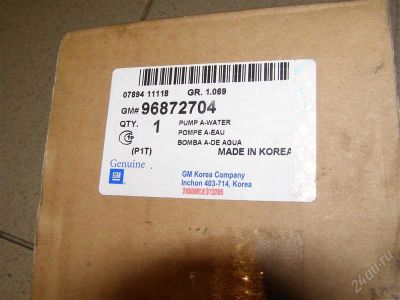 07894 11118 GR. 1.069
GM# 96872704
QTY. 1 PUMP A-WATER
POMPE A-EAU
BOMBA A-DE AGUA
(P1T) MADE IN KOREA
Genuine
GM
GM Korea Company
Inchon 403-714, Korea
24au.ru